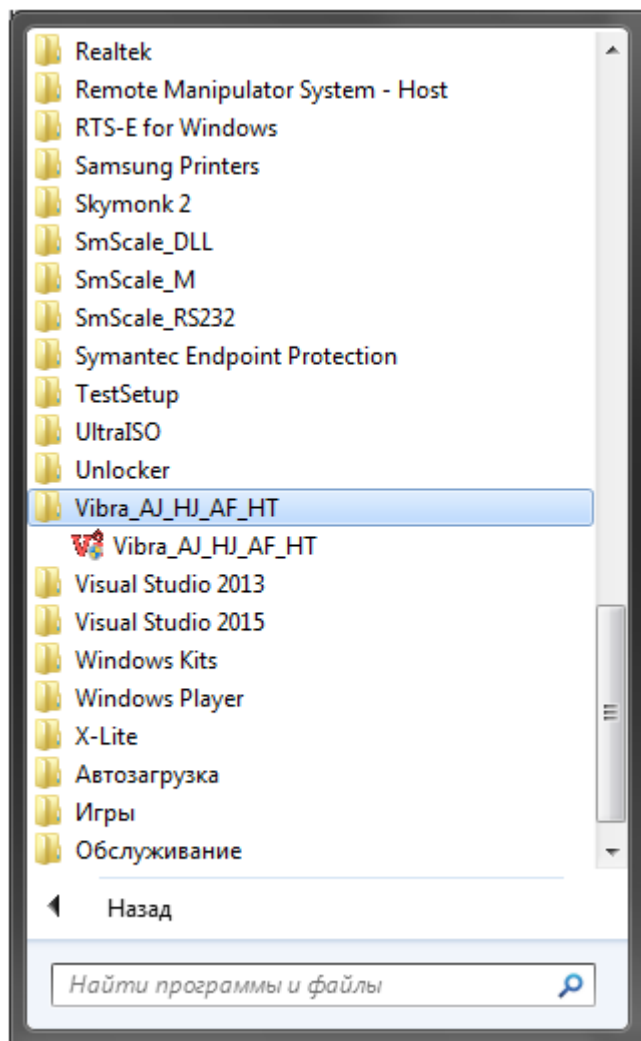 Realtek
Remote Manipulator System - Host
RTS-E for Windows
Samsung Printers
Skymonk 2
SmScale_DLL
SmScale_M
SmScale_RS232
Symantec Endpoint Protection
TestSetup
UltraISO
Unlocker
Vibra_AJ_HJ_AF_HT
Vibra_AJ_HJ_AF_HT
Visual Studio 2013
Visual Studio 2015
Windows Kits
Windows Player
X-Lite
Автозагрузка
Игры
Обслуживание
Назад
Найти программы и файлы